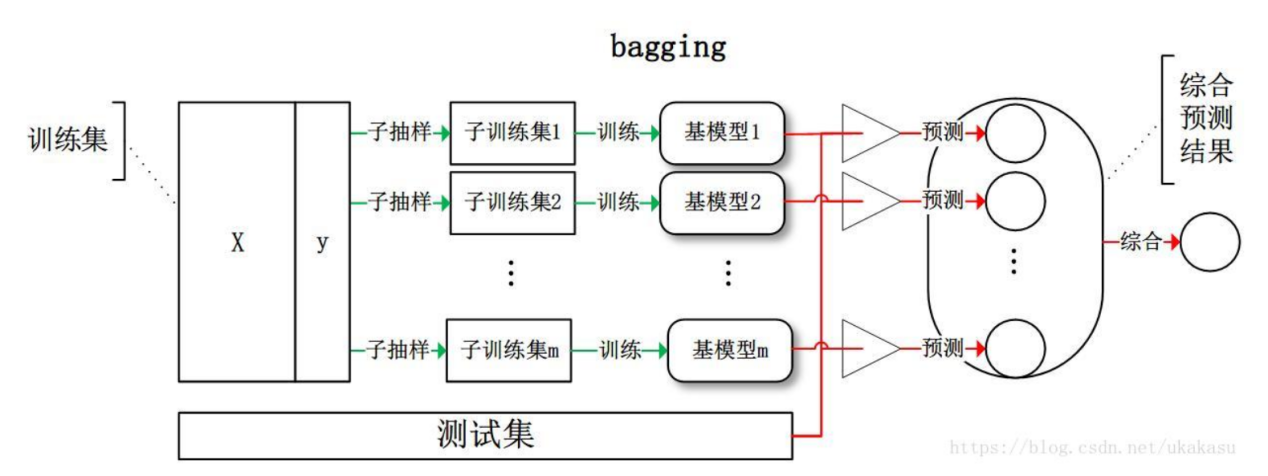 bagging
训练集
X
y
子抽样
子训练集1
训练
基模型1
预测
综合
预测
结果
子抽样
子训练集2
训练
基模型2
预测
综合
子抽样
子训练集m
训练
基模型m
预测
测试集
https://blog.csdn.net/ukakasu